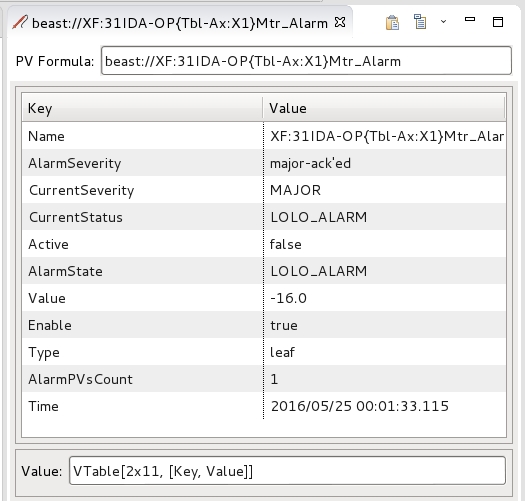 beast://XF:31IDA-OP{Tbl-Ax:X1}Mtr_Alarm
PV Formula: beast://XF:31IDA-OP{Tbl-Ax:X1}Mtr_Alarm
Key Value
Name XF:31IDA-OP{Tbl-Ax:X1}Mtr_Alar
AlarmSeverity major-ack'ed
CurrentSeverity MAJOR
CurrentStatus LOLO_ALARM
Active false
AlarmState LOLO_ALARM
Value -16.0
Enable true
Type leaf
AlarmPVsCount 1
Time 2016/05/25 00:01:33.115
Value: VTable[2x11, [Key, Value]]